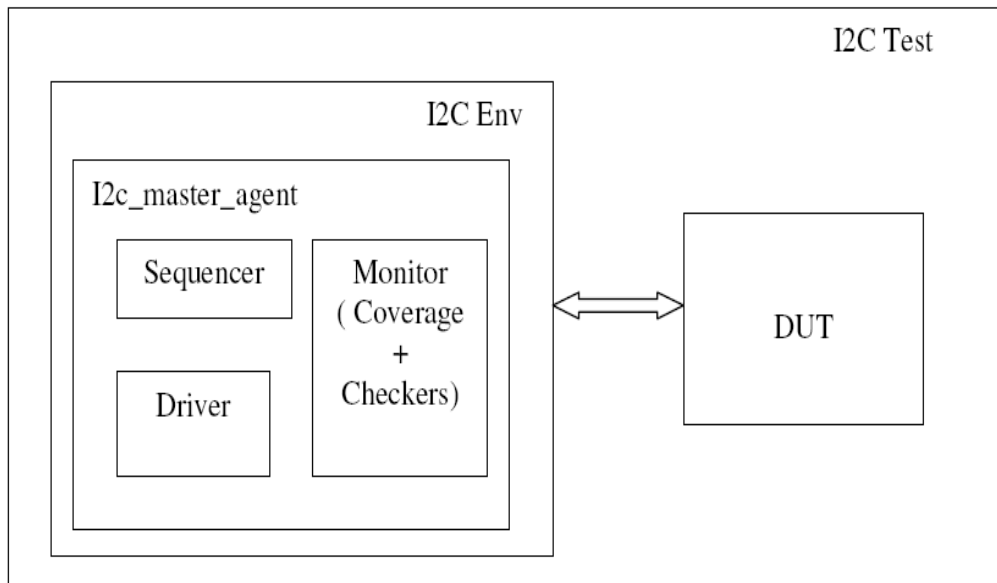 I2C Test
I2C Env
I2c_master_agent
Sequencer
Monitor
( Coverage
+
Checkers)
Driver
DUT